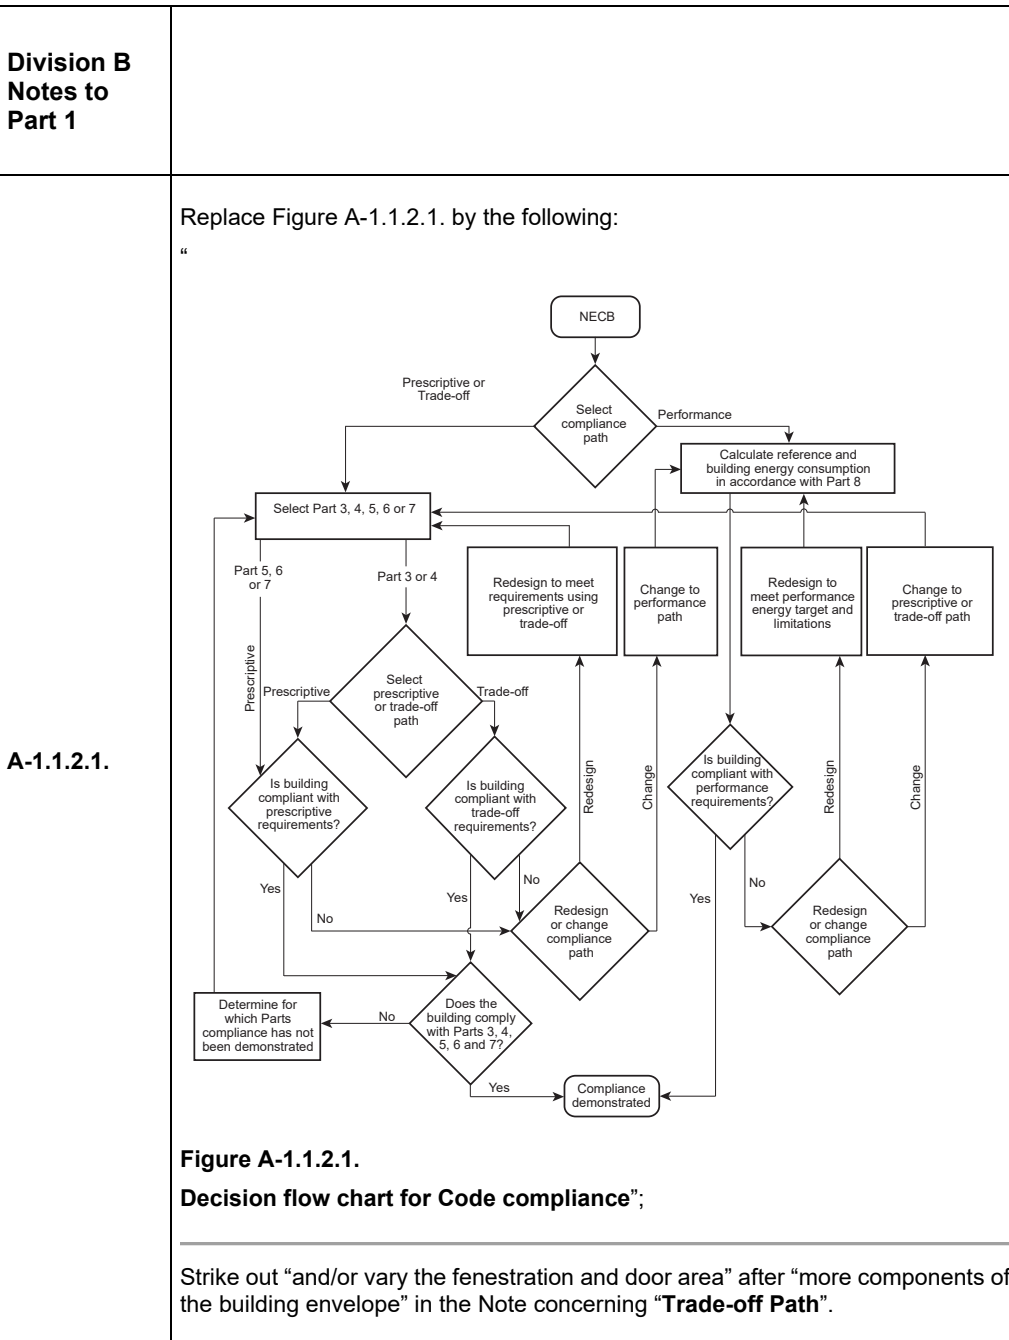 Division B
Notes to
Part 1
A-1.1.2.1.
Replace Figure A-1.1.2.1. by the following:
“
NECB
Prescriptive or
Trade-off
Select
compliance
path
Performance
Calculate reference and
building energy consumption
in accordance with Part 8
Select Part 3, 4, 5, 6 or 7
Part 5, 6
or 7
Part 3 or 4
Redesign to meet
requirements using
prescriptive or
trade-off
Change to
performance
path
Redesign to
meet performance
energy target and
limitations
Change to
prescriptive or
trade-off path
Prescriptive
Prescriptive
Select
prescriptive
or trade-off
path
Trade-off
Is building
compliant with
prescriptive
requirements?
Is building
compliant with
trade-off
requirements?
Redesign
Change
Is building
compliant with
performance
requirements?
Redesign
Change
Yes
No
Yes
No
Redesign
or change
compliance
path
Yes
No
Redesign
or change
compliance
path
Determine for
which Parts
compliance has not
been demonstrated
No
Does the
building comply
with Parts 3, 4,
5, 6 and 7?
Yes
Compliance
demonstrated
Figure A-1.1.2.1.
Decision flow chart for Code compliance”;
Strike out “and/or vary the fenestration and door area” after “more components of
the building envelope” in the Note concerning “Trade-off Path”.